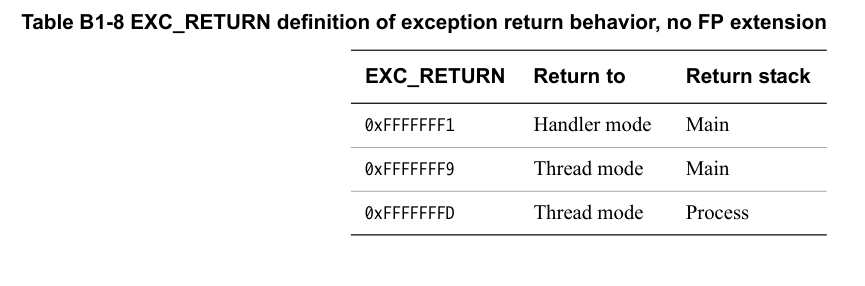 Table B1-8 EXC_RETURN definition of exception return behavior, no FP extension
EXC_RETURN Return to Return stack
0xFFFFFFF1 Handler mode Main
0xFFFFFFF9 Thread mode Main
0xFFFFFFFD Thread mode Process